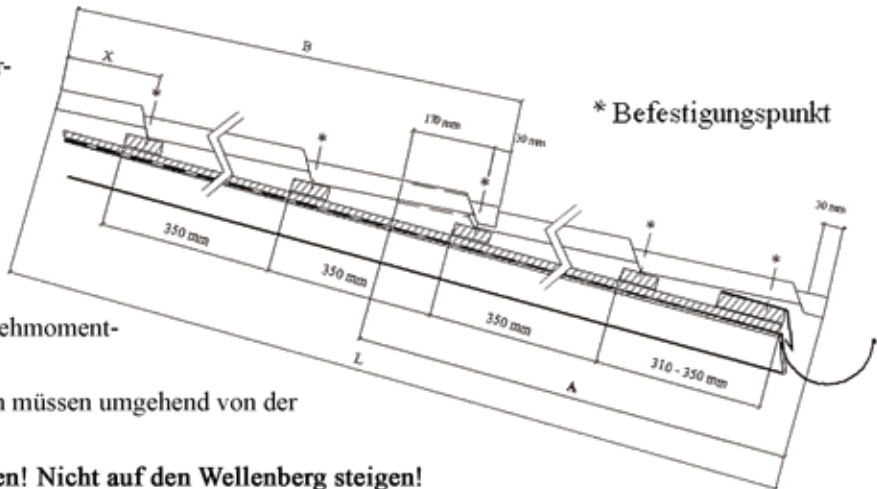 B
X
r-
* Befestigungspunkt
170 mm
30 mm
30 mm
*
*
*
*
*
350 mm
350 mm
350 mm
310 - 350 mm
ehmoment-
L
A
n müssen umgehend von der
en! Nicht auf den Wellenberg steigen!